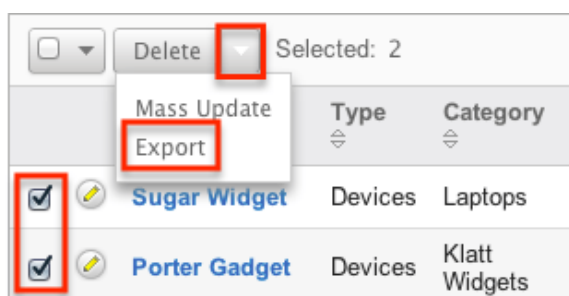 Delete
Selected: 2
Mass Update
Export
Type
Category
Sugar Widget
Devices
Laptops
Porter Gadget
Devices
Klatt
Widgets